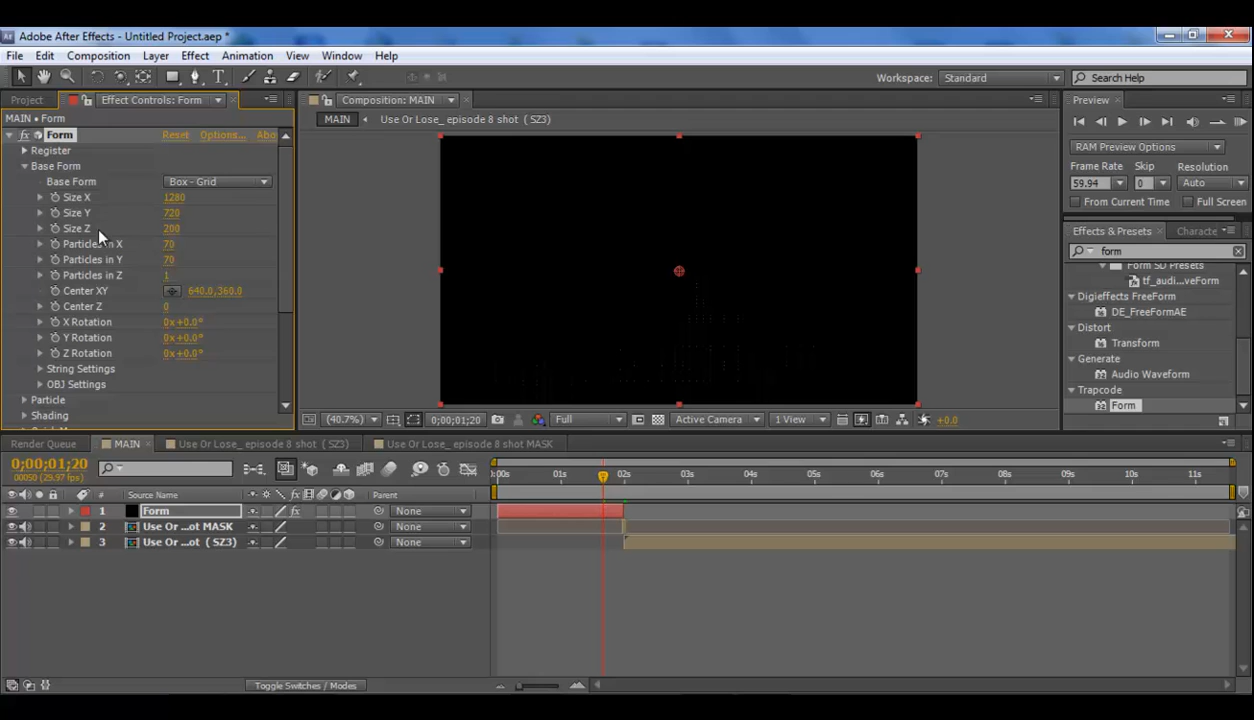 Adobe After Effects - Untitled Project.aep *
File Edit Composition Layer Effect Animation View Window Help
Workspace: Standard Search Help
Project Effect Controls: Form Composition: MAIN Preview
MAIN • Form
MAIN Use Or Lose_ episode 8 shot (SZ3)
fx Form Reset Options... Abo
Register
Base Form
Base Form Box - Grid
Size X 1280
Size Y 720
Size Z 200
Particles in X 70
Particles in Y 70
Particles in Z 1
Center XY 640.0,360.0
Center Z 0
X Rotation 0x+0.0°
Y Rotation 0x+0.0°
Z Rotation 0x+0.0°
String Settings
OBJ Settings
Particle
Shading
RAM Preview Options
Frame Rate Skip Resolution
59.94 0 Auto
From Current Time Full Screen
Effects & Presets Characte
form
Form SD Presets
tf_audi...veForm
Digieffects FreeForm
DE_FreeFormAE
Distort
Transform
Generate
Audio Waveform
Trapcode
Form
(40.7%) 0;00;01;20 Full Active Camera 1 View +0.0
Render Queue MAIN Use Or Lose_ episode 8 shot (SZ3) Use Or Lose_ episode 8 shot MASK
0;00;01;20
00050 (29.97 fps)
:00s 01s 02s 03s 04s 05s 06s 07s 08s 09s 10s 11s
# Source Name fx Parent
1 Form None
2 Use Or ...ot MASK None
3 Use Or ...ot (SZ3) None
Toggle Switches / Modes